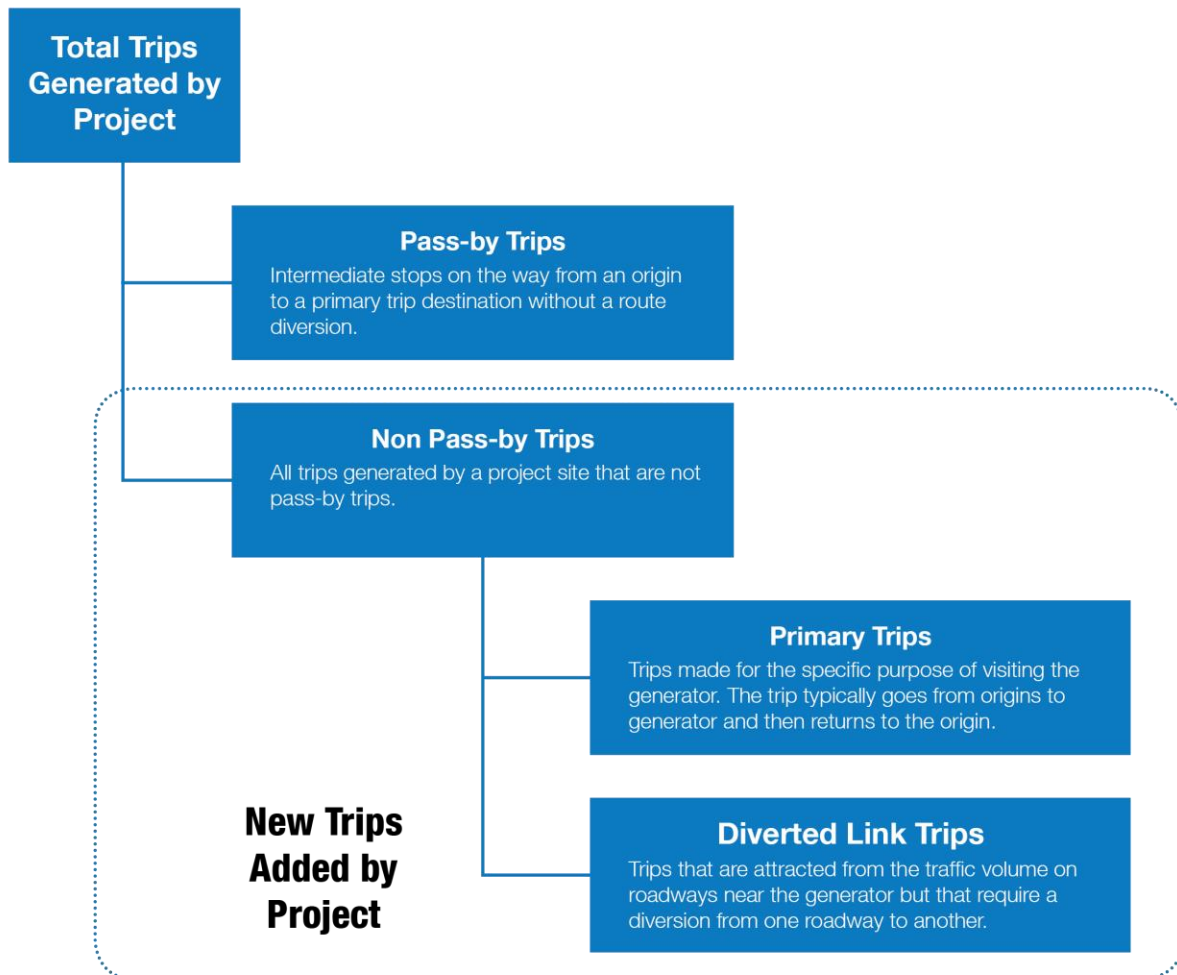 Total Trips
Generated by
Project
Pass-by Trips
Intermediate stops on the way from an origin
to a primary trip destination without a route
diversion.
Non Pass-by Trips
All trips generated by a project site that are not
pass-by trips.
Primary Trips
Trips made for the specific purpose of visiting the
generator. The trip typically goes from origins to
generator and then returns to the origin.
New Trips
Added by
Project
Diverted Link Trips
Trips that are attracted from the traffic volume on
roadways near the generator but that require a
diversion from one roadway to another.